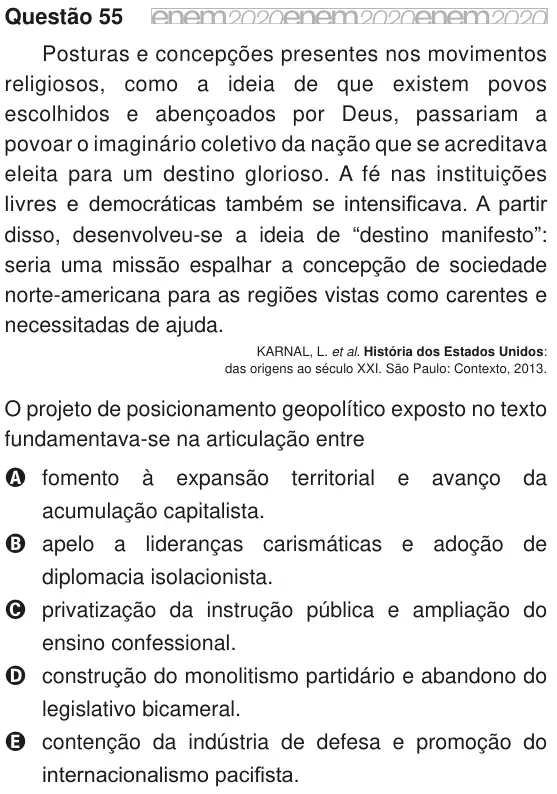 Questão 55 enem2020enem2020enem2020
Posturas e concepções presentes nos movimentos
religiosos, como a ideia de que existem povos
escolhidos e abençoados por Deus, passariam a
povoar o imaginário coletivo da nação que se acreditava
eleita para um destino glorioso. A fé nas instituições
livres e democráticas também se intensificava. A partir
disso, desenvolveu-se a ideia de “destino manifesto”:
seria uma missão espalhar a concepção de sociedade
norte-americana para as regiões vistas como carentes e
necessitadas de ajuda.
KARNAL, L. et al. História dos Estados Unidos:
das origens ao século XXI. São Paulo: Contexto, 2013.
O projeto de posicionamento geopolítico exposto no texto
fundamentava-se na articulação entre
A fomento à expansão territorial e avanço da
acumulação capitalista.
B apelo a lideranças carismáticas e adoção de
diplomacia isolacionista.
C privatização da instrução pública e ampliação do
ensino confessional.
D construção do monolitismo partidário e abandono do
legislativo bicameral.
E contenção da indústria de defesa e promoção do
internacionalismo pacifista.